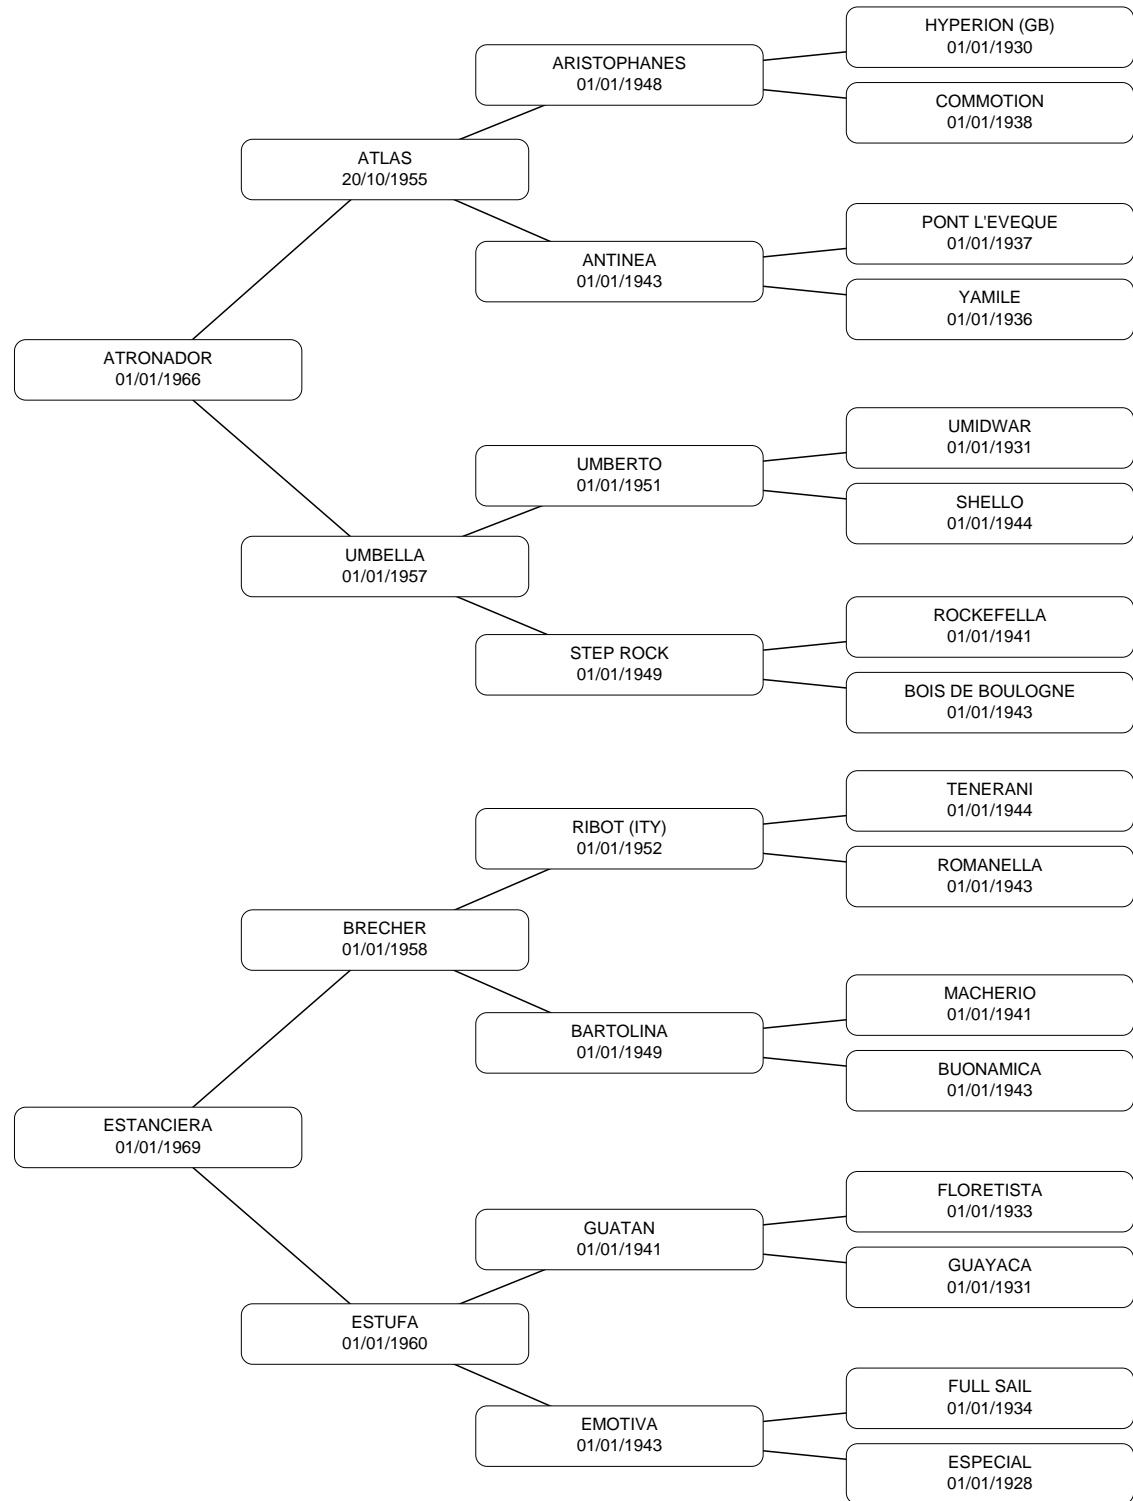 HYPERION (GB)
01/01/1930
ARISTOPHANES
01/01/1948
COMMOTION
01/01/1938
ATLAS
20/10/1955
PONT L'EVEQUE
01/01/1937
ANTINEA
01/01/1943
YAMILE
01/01/1936
ATRONADOR
01/01/1966
UMIDWAR
01/01/1931
UMBERTO
01/01/1951
SHELLO
01/01/1944
UMBELLA
01/01/1957
ROCKEFELLA
01/01/1941
STEP ROCK
01/01/1949
BOIS DE BOULOGNE
01/01/1943
TENERANI
01/01/1944
RIBOT (ITY)
01/01/1952
ROMANELLA
01/01/1943
BRECHER
01/01/1958
MACHERIO
01/01/1941
BARTOLINA
01/01/1949
BUONAMICA
01/01/1943
ESTANCIERA
01/01/1969
FLORETISTA
01/01/1933
GUATAN
01/01/1941
GUAYACA
01/01/1931
ESTUFA
01/01/1960
FULL SAIL
01/01/1934
EMOTIVA
01/01/1943
ESPECIAL
01/01/1928